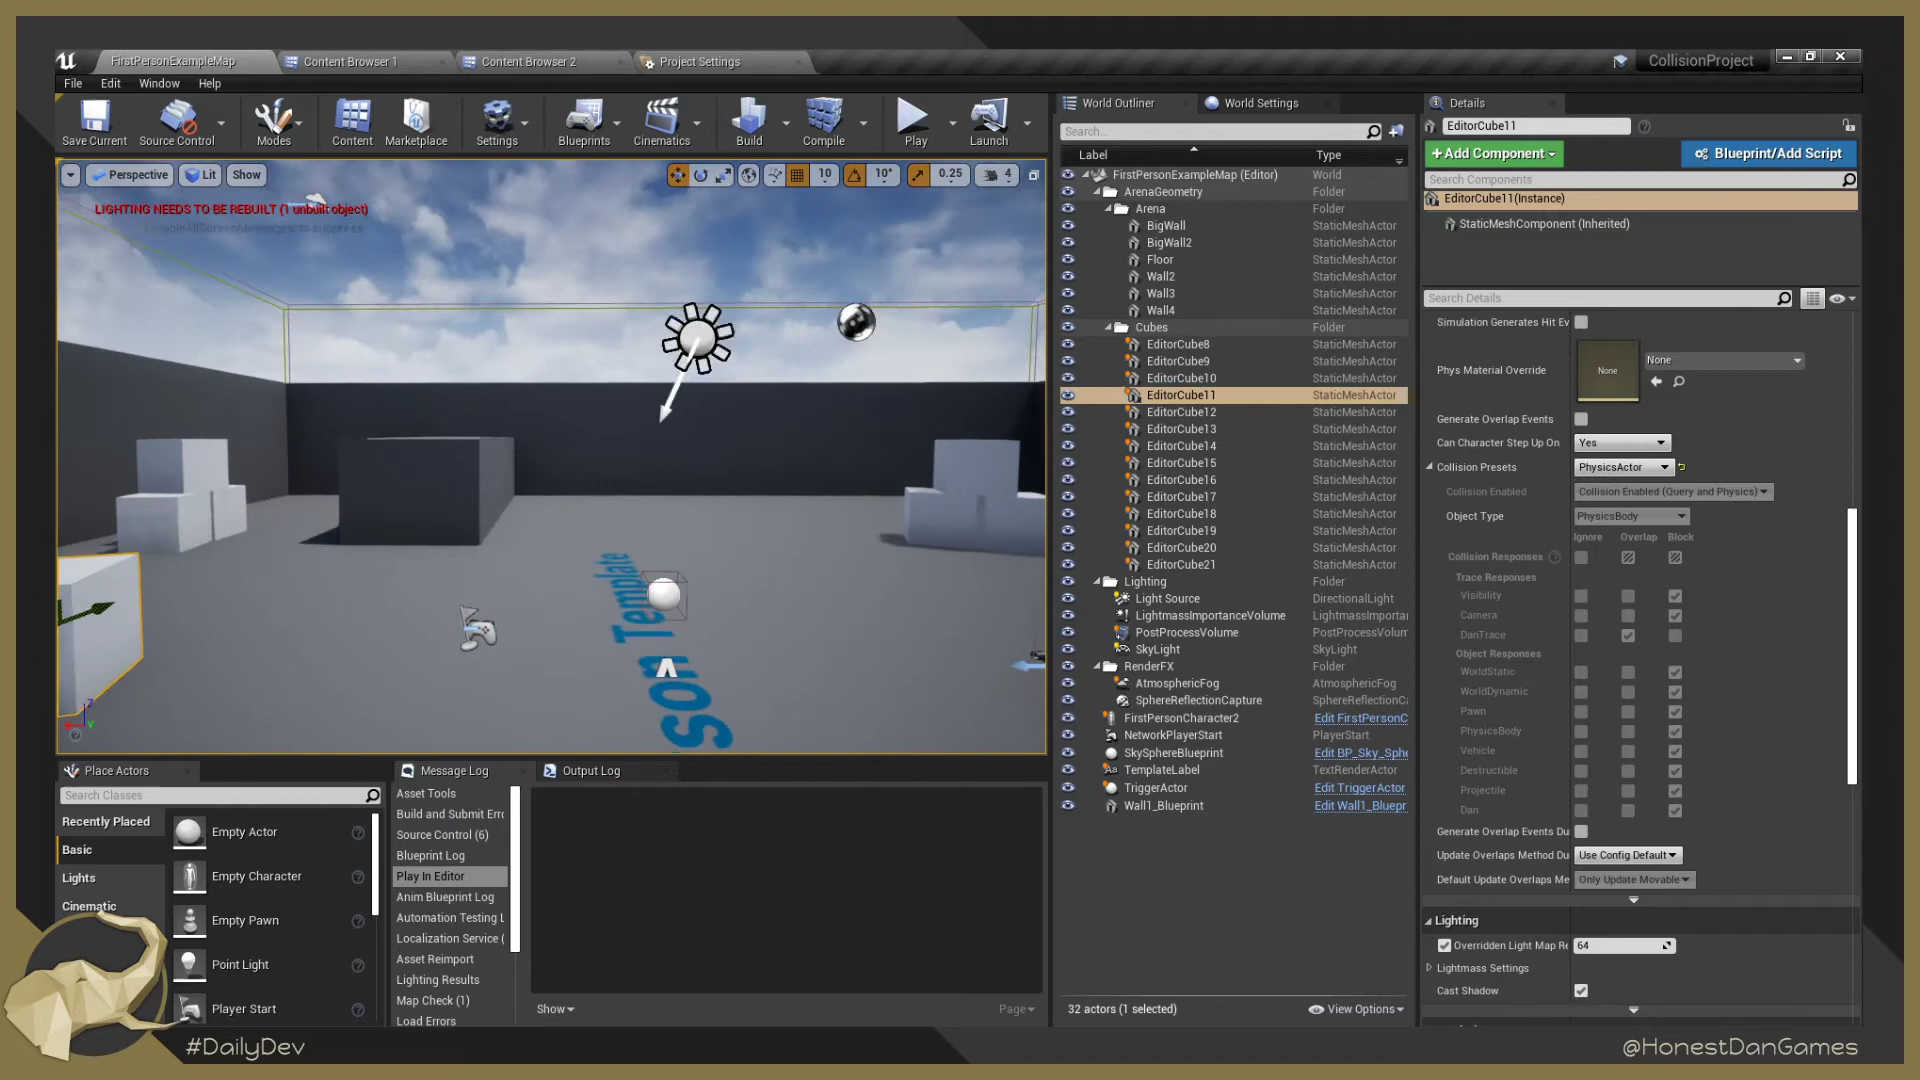 FirstPersonExampleMap
Content Browser 1
Content Browser 2
Project Settings
CollisionProject
File
Edit
Window
Help
Save Current
Source Control
Modes
Content
Marketplace
Settings
Blueprints
Cinematics
Build
Compile
Play
Launch
Perspective
Lit
Show
10
10°
0.25
4
LIGHTING NEEDS TO BE REBUILT (1 unbuilt object)
to suppress
son Template
Place Actors
Search Classes
Recently Placed
Basic
Lights
Cinematic
Empty Actor
Empty Character
Empty Pawn
Point Light
Player Start
Message Log
Output Log
Asset Tools
Build and Submit Erro
Source Control (6)
Blueprint Log
Play In Editor
Anim Blueprint Log
Automation Testing L
Localization Service (
Asset Reimport
Lighting Results
Map Check (1)
Load Errors
Show
Page
World Outliner
World Settings
Search...
Label Type
FirstPersonExampleMap (Editor) World
ArenaGeometry Folder
Arena Folder
BigWall StaticMeshActor
BigWall2 StaticMeshActor
Floor StaticMeshActor
Wall2 StaticMeshActor
Wall3 StaticMeshActor
Wall4 StaticMeshActor
Cubes Folder
EditorCube8 StaticMeshActor
EditorCube9 StaticMeshActor
EditorCube10 StaticMeshActor
EditorCube11 StaticMeshActor
EditorCube12 StaticMeshActor
EditorCube13 StaticMeshActor
EditorCube14 StaticMeshActor
EditorCube15 StaticMeshActor
EditorCube16 StaticMeshActor
EditorCube17 StaticMeshActor
EditorCube18 StaticMeshActor
EditorCube19 StaticMeshActor
EditorCube20 StaticMeshActor
EditorCube21 StaticMeshActor
Lighting Folder
Light Source DirectionalLight
LightmassImportanceVolume LightmassImporta
PostProcessVolume PostProcessVolum
SkyLight SkyLight
RenderFX Folder
AtmosphericFog AtmosphericFog
SphereReflectionCapture SphereReflectionCa
FirstPersonCharacter2 Edit FirstPersonC
NetworkPlayerStart PlayerStart
SkySphereBlueprint Edit BP_Sky_Sphe
TemplateLabel TextRenderActor
TriggerActor Edit TriggerActor
Wall1_Blueprint Edit Wall1_Bluepr
32 actors (1 selected)
View Options
Details
EditorCube11
+Add Component
Blueprint/Add Script
Search Components
EditorCube11(Instance)
StaticMeshComponent (Inherited)
Search Details
Simulation Generates Hit Ev
Phys Material Override None None
Generate Overlap Events
Can Character Step Up On Yes
Collision Presets PhysicsActor
Collision Enabled Collision Enabled (Query and Physics)
Object Type PhysicsBody
Ignore Overlap Block
Collision Responses
Trace Responses
Visibility
Camera
DanTrace
Object Responses
WorldStatic
WorldDynamic
Pawn
PhysicsBody
Vehicle
Destructible
Projectile
Dan
Generate Overlap Events Du
Update Overlaps Method Du Use Config Default
Default Update Overlaps Me Only Update Movable
Lighting
Overridden Light Map Re 64
Lightmass Settings
Cast Shadow
#DailyDev
@HonestDanGames